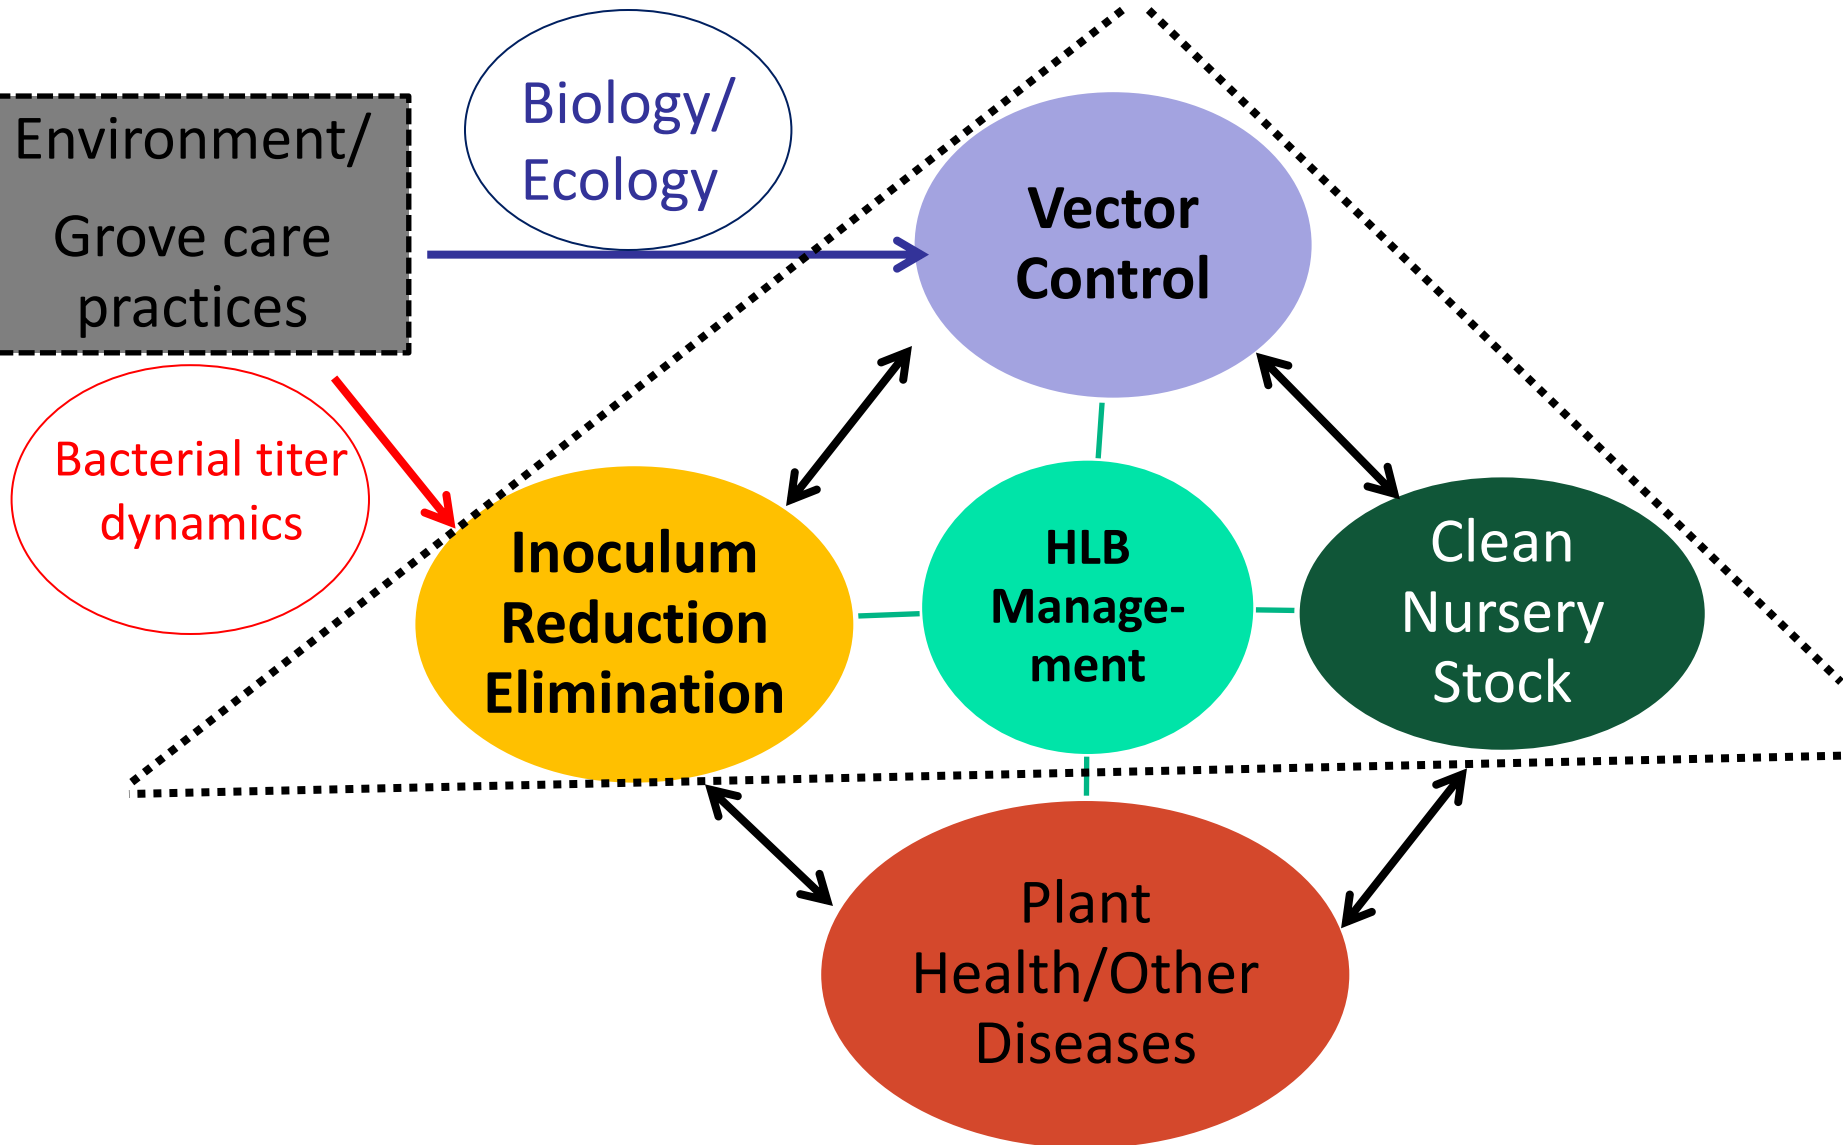 Environment/
Grove care
practices
Biology/
Ecology
Vector
Control
Bacterial titer
dynamics
Inoculum
Reduction
Elimination
HLB
Manage-
ment
Clean
Nursery
Stock
Plant
Health/Other
Diseases